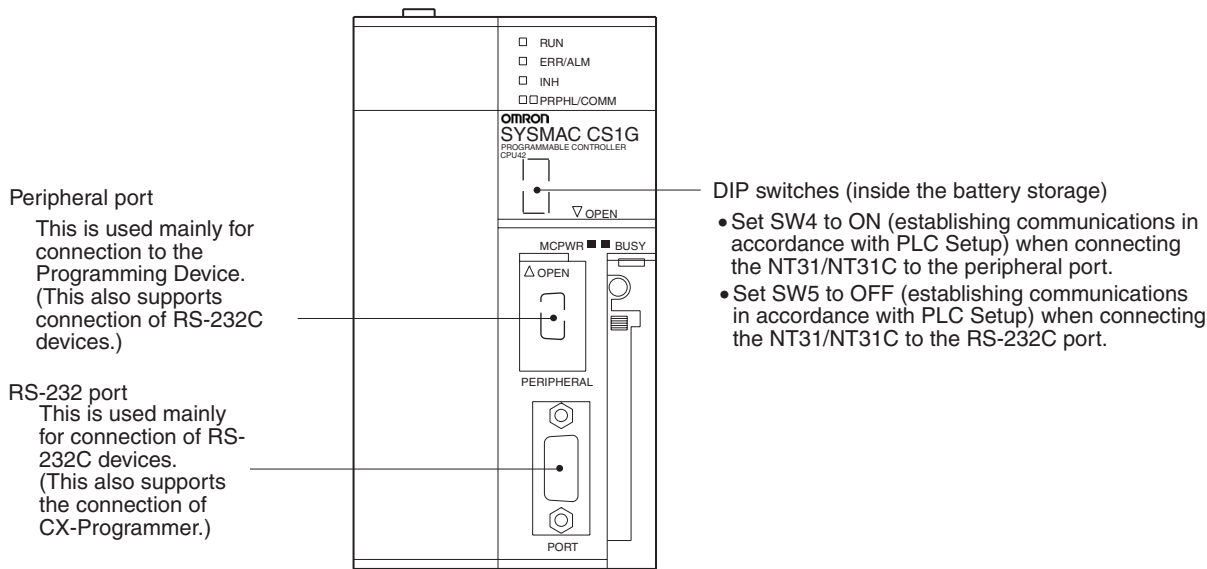 RUN
ERR/ALM
INH
PRPHL/COMM
OMRON
SYSMAC CS1G
PROGRAMMABLE CONTROLLER
CPU42
▽ OPEN
MCPWR ■ ■ BUSY
△ OPEN
PERIPHERAL
PORT
Peripheral port
This is used mainly for
connection to the
Programming Device.
(This also supports
connection of RS-232C
devices.)
RS-232 port
This is used mainly
for connection of RS-
232C devices.
(This also supports
the connection of
CX-Programmer.)
DIP switches (inside the battery storage)
• Set SW4 to ON (establishing communications in
accordance with PLC Setup) when connecting
the NT31/NT31C to the peripheral port.
• Set SW5 to OFF (establishing communications
in accordance with PLC Setup) when connecting
the NT31/NT31C to the RS-232C port.